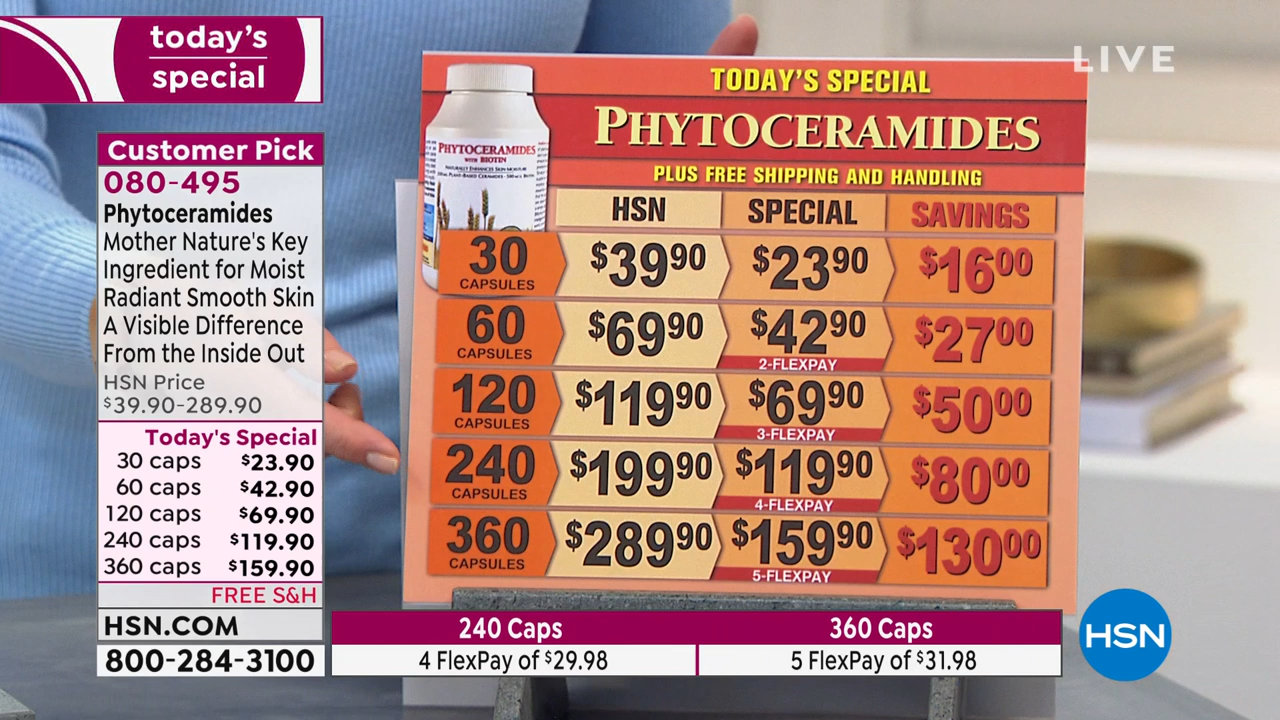 today's
special
LIVE
Customer Pick
080-495
Phytoceramides
Mother Nature's Key
Ingredient for Moist
Radiant Smooth Skin
A Visible Difference
From the Inside Out
HSN Price
$39.90-289.90
Today's Special
30 caps $23.90
60 caps $42.90
120 caps $69.90
240 caps $119.90
360 caps $159.90
FREE S&H
HSN.COM
800-284-3100
TODAY'S SPECIAL
PHYTOCERAMIDES
PLUS FREE SHIPPING AND HANDLING
PHYTOCERAMIDES
WITH BIOTIN
NATURALLY ENHANCES SKIN MOISTURE
HSN SPECIAL SAVINGS
30 CAPSULES $39.90 $23.90 $16.00
60 CAPSULES $69.90 $42.90 $27.00
2-FLEXPAY
120 CAPSULES $119.90 $69.90 $50.00
3-FLEXPAY
240 CAPSULES $199.90 $119.90 $80.00
4-FLEXPAY
360 CAPSULES $289.90 $159.90 $130.00
5-FLEXPAY
240 Caps 360 Caps
4 FlexPay of $29.98 5 FlexPay of $31.98
HSN